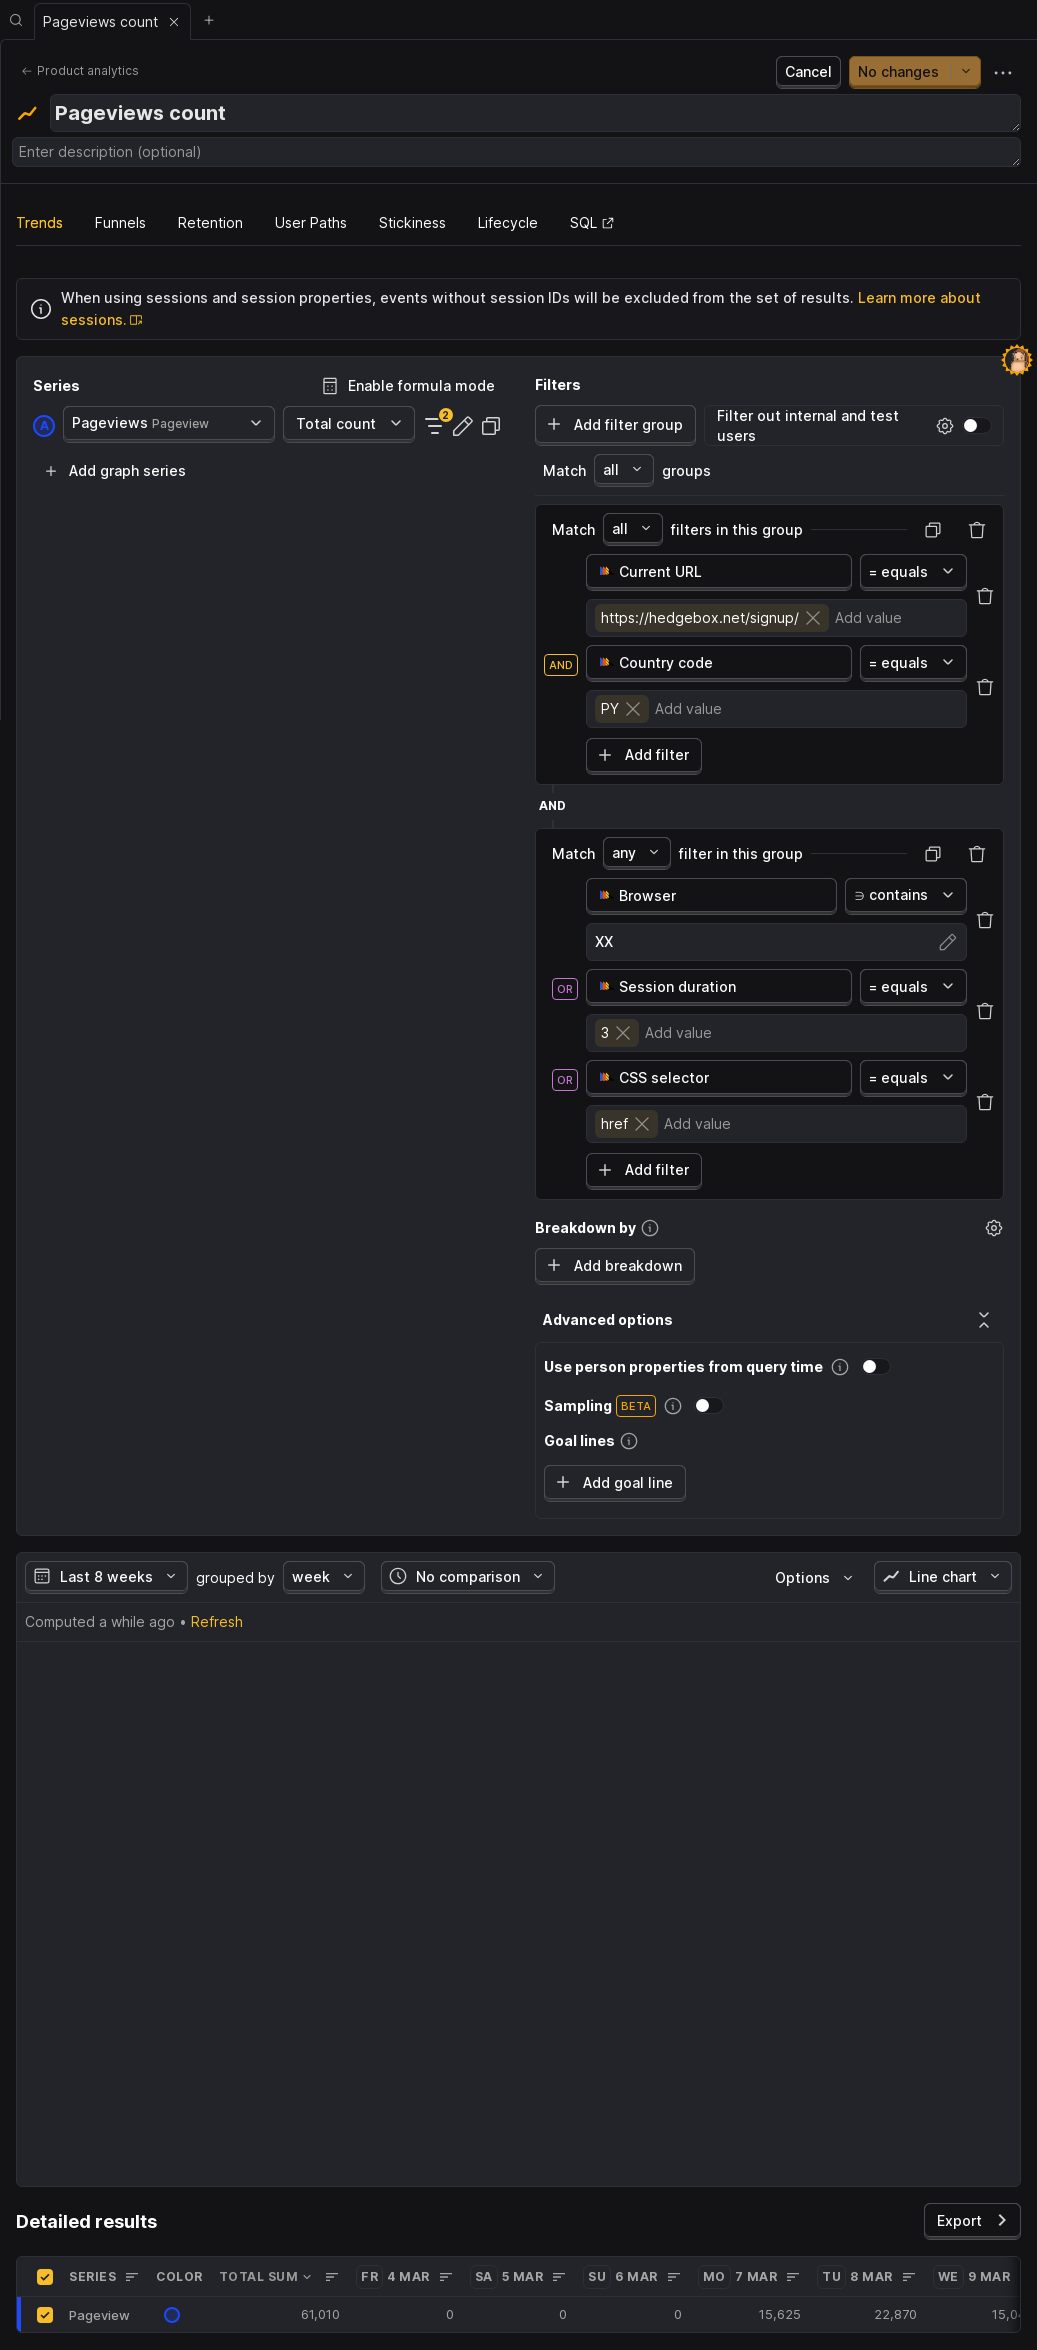 Pageviews count
Product analytics
Cancel
No changes
Pageviews count
Enter description (optional)
Trends Funnels Retention User Paths Stickiness Lifecycle SQL
When using sessions and session properties, events without session IDs will be excluded from the set of results. Learn more about
sessions.
Series
Enable formula mode
A Pageviews Pageview
Total count
2
Add graph series
Filters
Add filter group
Filter out internal and test
users
Match all groups
Match all filters in this group
Current URL
= equals
https://hedgebox.net/signup/ Add value
AND
Country code
= equals
PY Add value
Add filter
AND
Match any filter in this group
Browser
∋ contains
XX
OR
Session duration
= equals
3 Add value
OR
CSS selector
= equals
href Add value
Add filter
Breakdown by
Add breakdown
Advanced options
Use person properties from query time
Sampling BETA
Goal lines
Add goal line
Last 8 weeks grouped by week No comparison Options Line chart
Computed a while ago • Refresh
Detailed results
Export
SERIES COLOR TOTAL SUM FR 4 MAR SA 5 MAR SU 6 MAR MO 7 MAR TU 8 MAR WE 9 MAR
Pageview 61,010 0 0 0 15,625 22,870